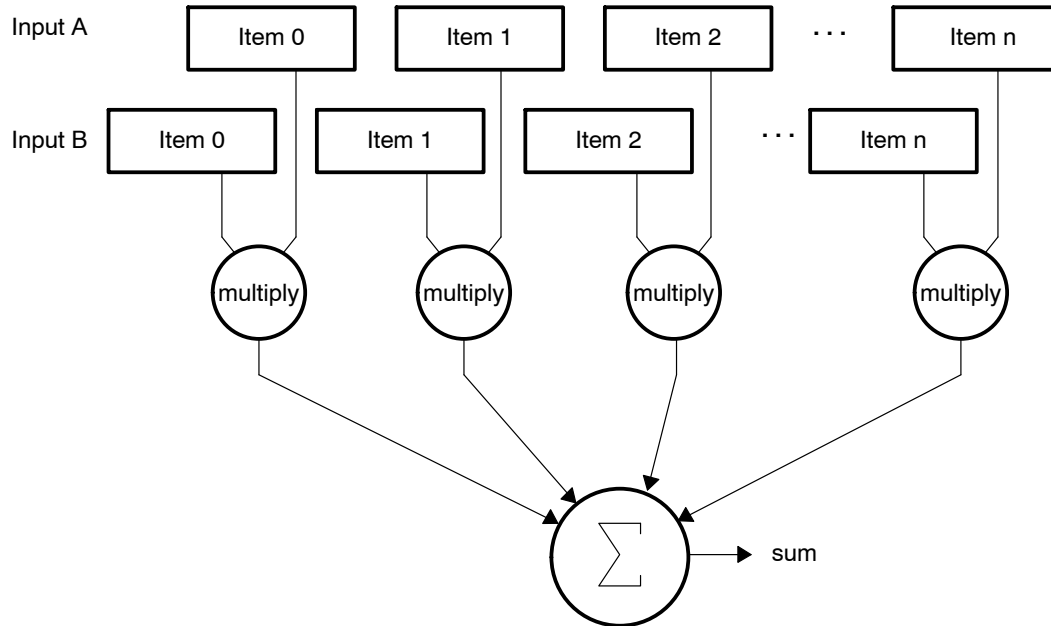 Input A Item 0 Item 1 Item 2 ... Item n
Input B Item 0 Item 1 Item 2 ... Item n
multiply multiply multiply multiply
Σ sum